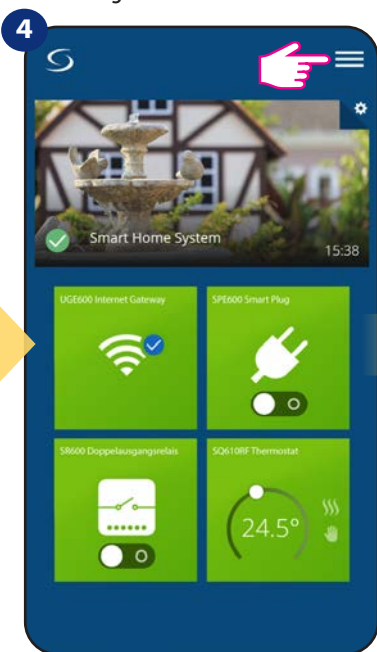 4
Smart Home System
15:38
UGE600 Internet Gateway
SPE600 Smart Plug
SR600 Doppelausgangsrelais
SQ610RF Thermostat
24.5°